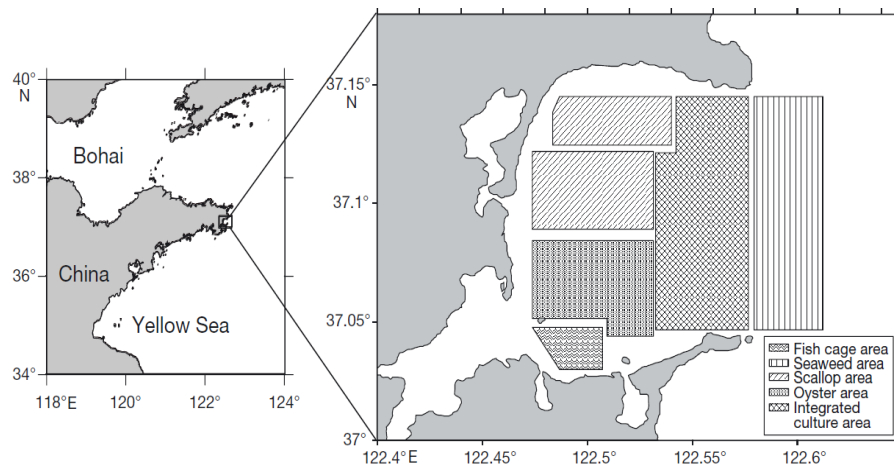 40°
N
38°
36°
34°
118°E
120°
122°
124°
Bohai
China
Yellow Sea
37.15°
N
37.1°
37.05°
37°
122.4°E
122.45°
122.5°
122.55°
122.6°
Fish cage area
Seaweed area
Scallop area
Oyster area
Integrated
culture area